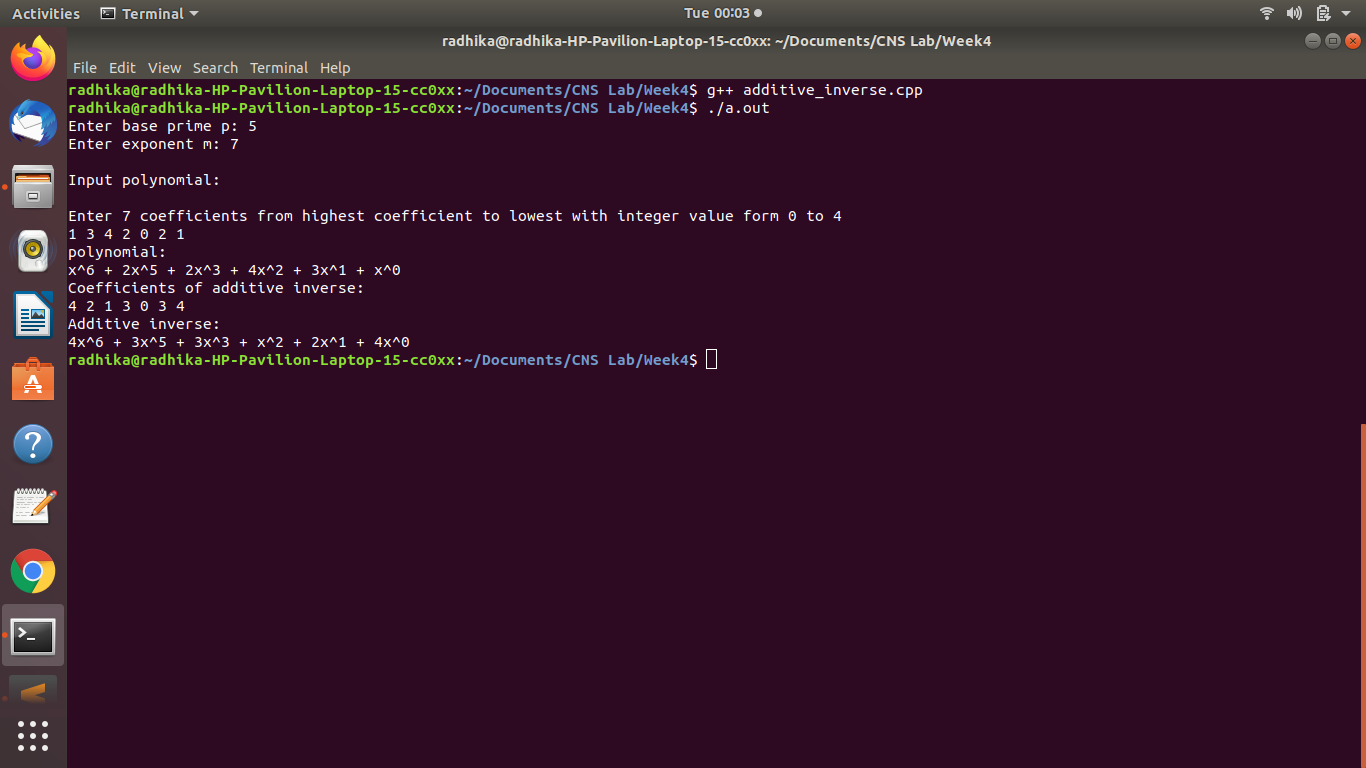 Activities Terminal Tue 00:03
radhika@radhika-HP-Pavilion-Laptop-15-cc0xx: ~/Documents/CNS Lab/Week4
File Edit View Search Terminal Help
radhika@radhika-HP-Pavilion-Laptop-15-cc0xx:~/Documents/CNS Lab/Week4$ g++ additive_inverse.cpp
radhika@radhika-HP-Pavilion-Laptop-15-cc0xx:~/Documents/CNS Lab/Week4$ ./a.out
Enter base prime p: 5
Enter exponent m: 7
Input polynomial:
Enter 7 coefficients from highest coefficient to lowest with integer value form 0 to 4
1 3 4 2 0 2 1
polynomial:
x^6 + 2x^5 + 2x^3 + 4x^2 + 3x^1 + x^0
Coefficients of additive inverse:
4 2 1 3 0 3 4
Additive inverse:
4x^6 + 3x^5 + 3x^3 + x^2 + 2x^1 + 4x^0
radhika@radhika-HP-Pavilion-Laptop-15-cc0xx:~/Documents/CNS Lab/Week4$